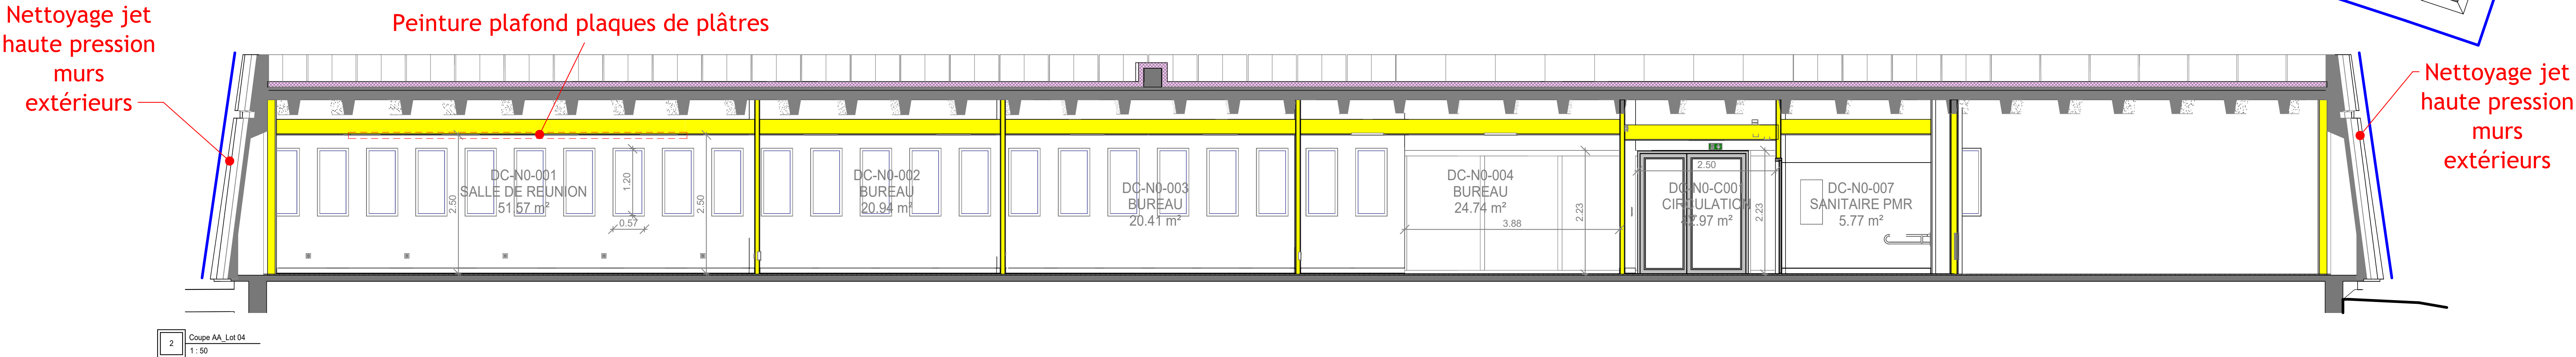 Nettoyage jet
haute pression
murs
extérieurs
Peinture plafond plaques de plâtres
Nettoyage jet
haute pression
murs
extérieurs
DC-N0-001
SALLE DE REUNION
51.57 m²
2.50
1.20
0.57
2.50
DC-N0-002
BUREAU
20.94 m²
DC-N0-003
BUREAU
20.41 m²
DC-N0-004
BUREAU
24.74 m²
3.88
2.23
2.50
DC-N0-C001
CIRCULATION
2.23
DC-N0-007
SANITAIRE PMR
5.77 m²
2
Coupe AA_Lot 04
1 : 50